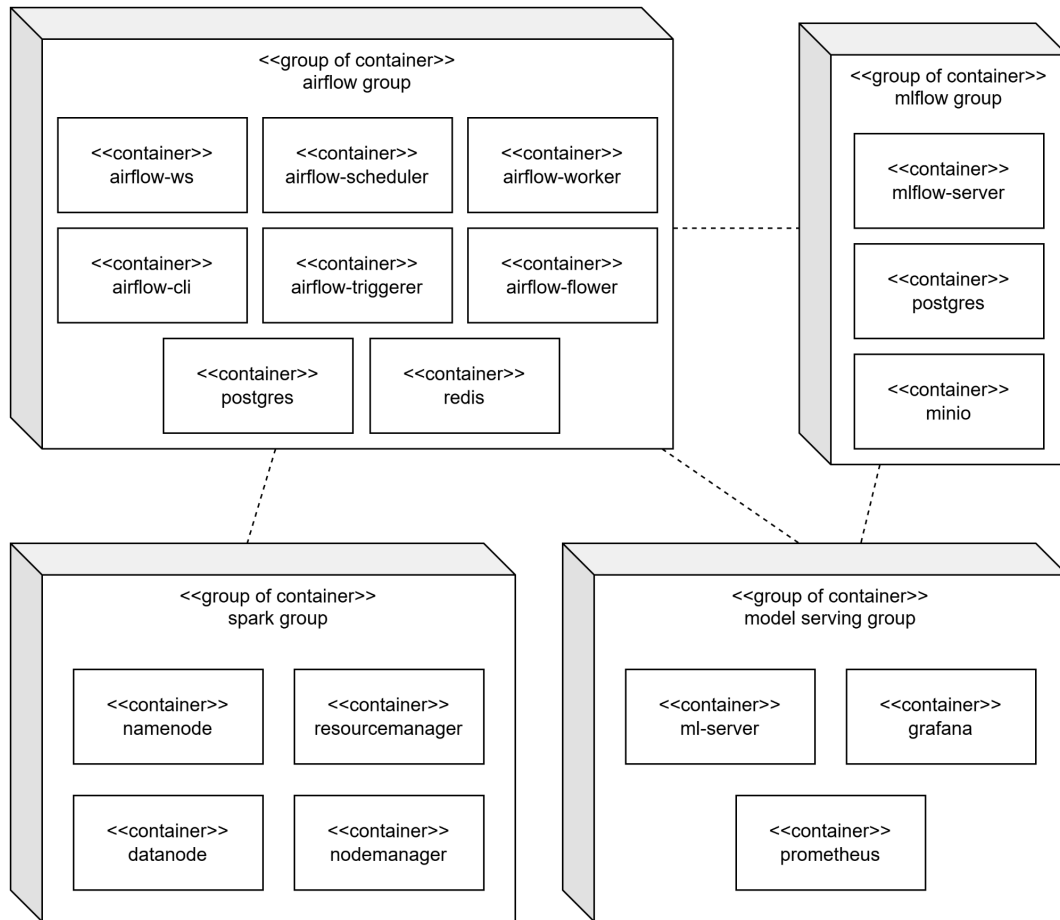 <<group of container>>
airflow group
<<container>>
airflow-ws
<<container>>
airflow-scheduler
<<container>>
airflow-worker
<<container>>
airflow-cli
<<container>>
airflow-triggerer
<<container>>
airflow-flower
<<container>>
postgres
<<container>>
redis
<<group of container>>
mlflow group
<<container>>
mlflow-server
<<container>>
postgres
<<container>>
minio
<<group of container>>
spark group
<<container>>
namenode
<<container>>
resourcemanager
<<container>>
datanode
<<container>>
nodemanager
<<group of container>>
model serving group
<<container>>
ml-server
<<container>>
grafana
<<container>>
prometheus